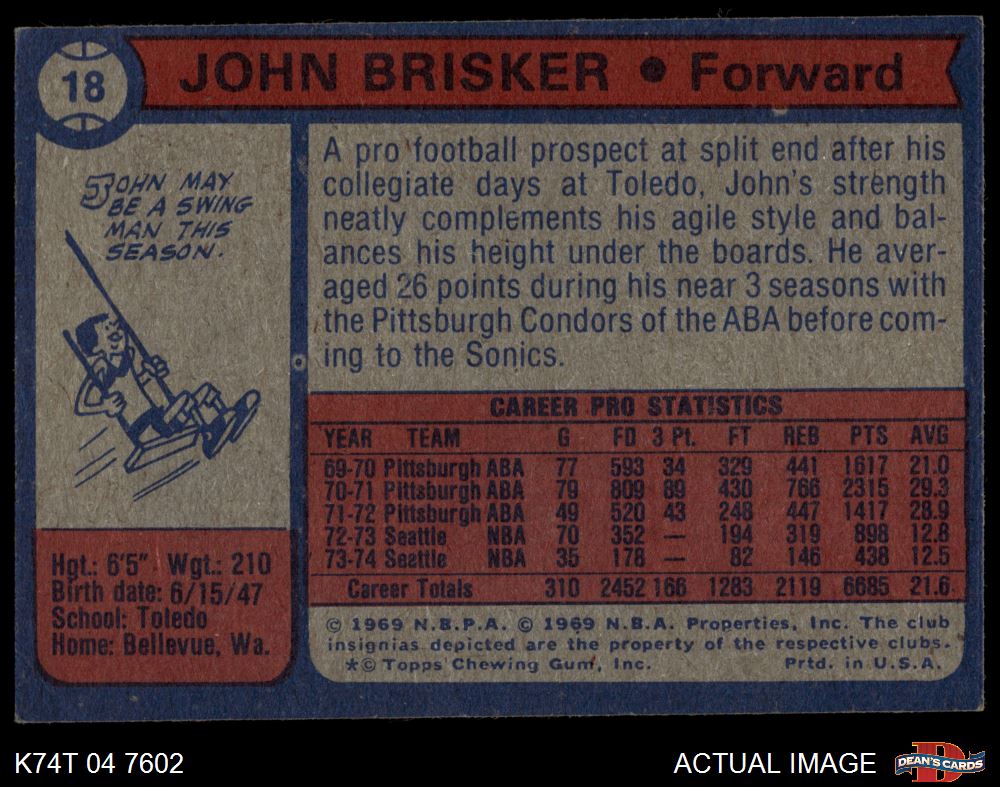 18
JOHN BRISKER • Forward
JOHN MAY
BE A SWING
MAN THIS
SEASON.
A pro football prospect at split end after his
collegiate days at Toledo, John's strength
neatly complements his agile style and bal-
ances his height under the boards. He aver-
aged 26 points during his near 3 seasons with
the Pittsburgh Condors of the ABA before com-
ing to the Sonics.
CAREER PRO STATISTICS
YEAR TEAM G FD 3 Pt. FT REB PTS AVG
69-70 Pittsburgh ABA 77 593 34 329 441 1617 21.0
70-71 Pittsburgh ABA 79 809 89 430 766 2315 29.3
71-72 Pittsburgh ABA 49 520 43 248 447 1417 28.9
72-73 Seattle NBA 70 352 — 194 319 898 12.8
73-74 Seattle NBA 35 178 — 82 146 438 12.5
Career Totals 310 2452 166 1283 2119 6685 21.6
Hgt.: 6'5" Wgt.: 210
Birth date: 6/15/47
School: Toledo
Home: Bellevue, Wa.
© 1969 N.B.P.A. © 1969 N.B.A. Properties, Inc. The club
insignias depicted are the property of the respective clubs.
*© Topps Chewing Gum, Inc. Prtd. in U.S.A.
K74T 04 7602
ACTUAL IMAGE
DEAN'S CARDS